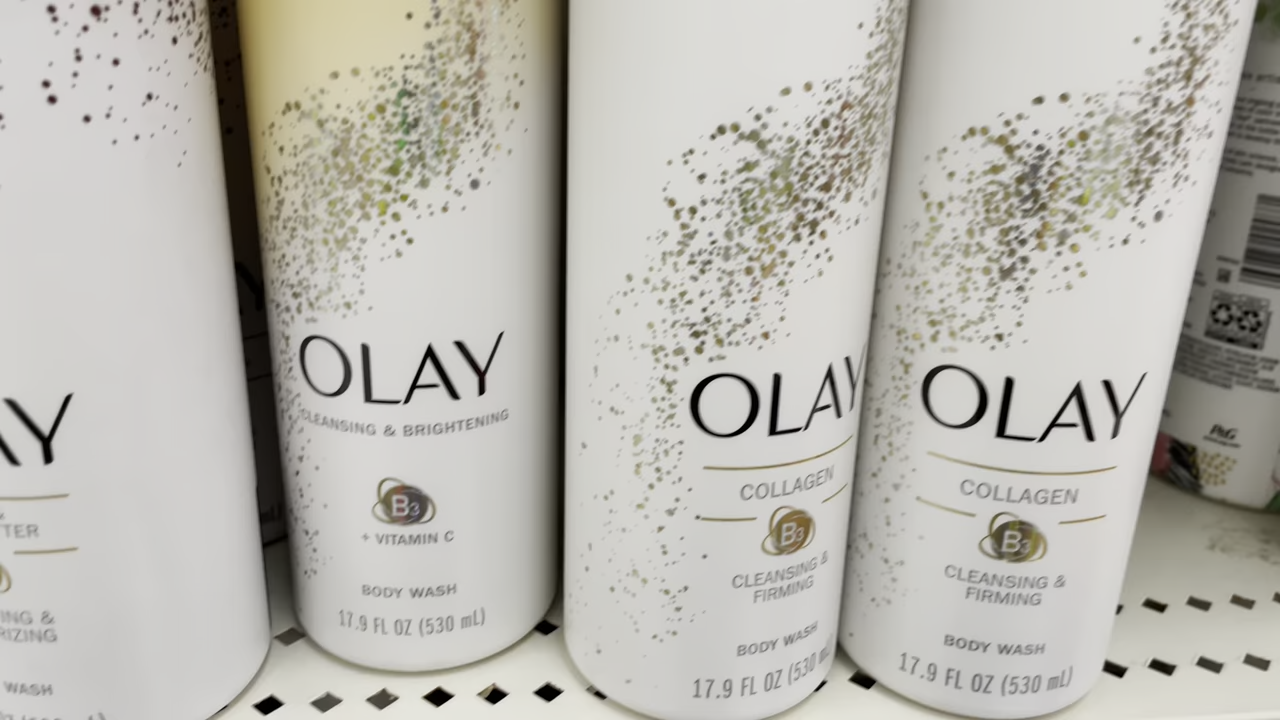 AY
TTER
ING &
RIZING
WASH
OLAY
CLEANSING & BRIGHTENING
B3
+ VITAMIN C
BODY WASH
17.9 FL OZ (530 mL)
OLAY
COLLAGEN
B3
CLEANSING &
FIRMING
BODY WASH
17.9 FL OZ (530 mL
OLAY
COLLAGEN
B3
CLEANSING &
FIRMING
BODY WASH
17.9 FL OZ (530 mL)
P&G